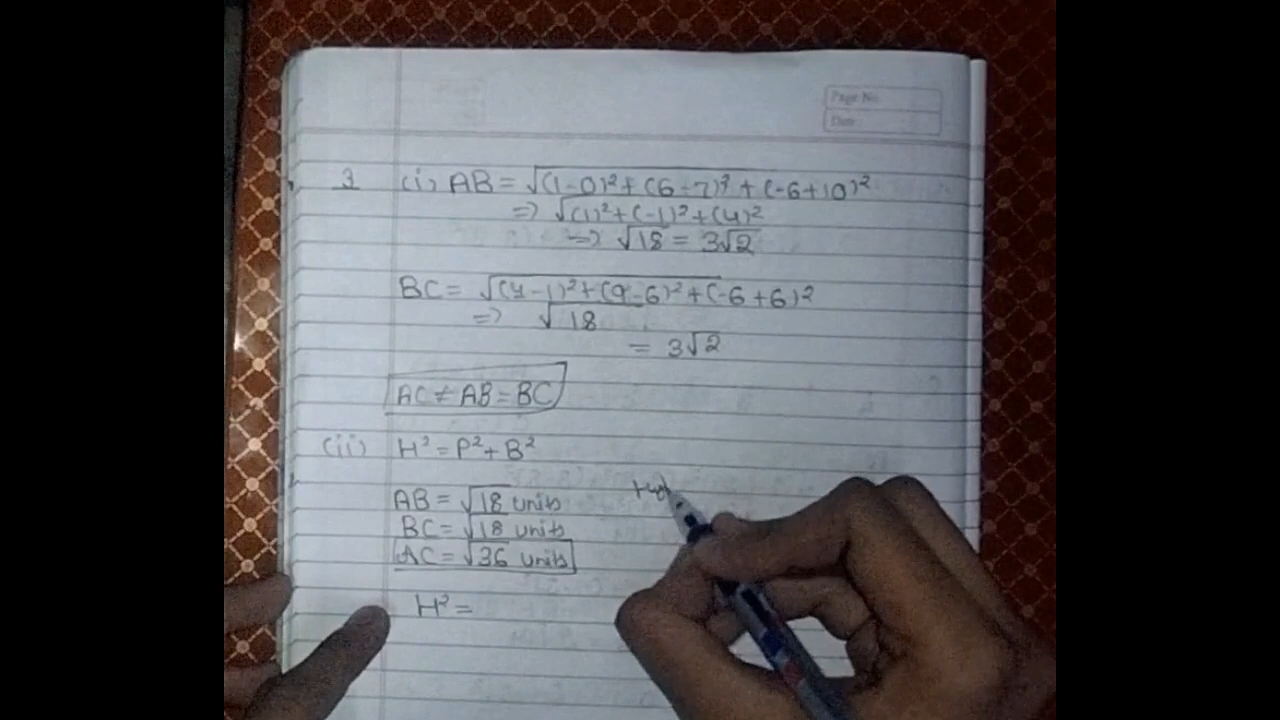 Page No.
Date
3 (i) AB = √(1-0)² + (6-7)² + (-6+10)²
⇒ √(1)² + (-1)² + (4)²
⇒ √18 = 3√2
BC = √(4-1)² + (9-6)² + (-6+6)²
⇒ √18
= 3√2
AC ≠ AB = BC
(ii) H² = P² + B²
AB = √18 units
BC = √18 units
AC = √36 units
H² =